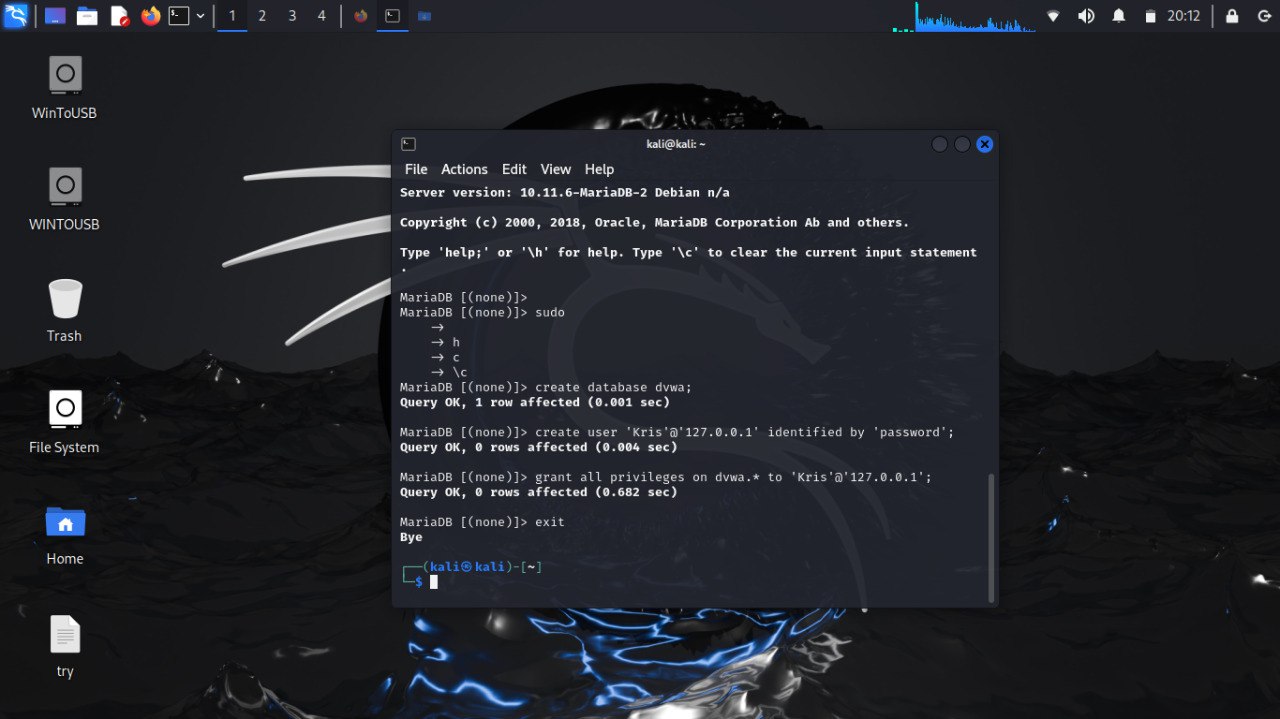 1 2 3 4
20:12
WinToUSB
WINTOUSB
Trash
File System
Home
try
kali@kali: ~
File Actions Edit View Help
Server version: 10.11.6-MariaDB-2 Debian n/a
Copyright (c) 2000, 2018, Oracle, MariaDB Corporation Ab and others.
Type 'help;' or '\h' for help. Type '\c' to clear the current input statement
.
MariaDB [(none)]>
MariaDB [(none)]> sudo
→
→ h
→ c
→ \c
MariaDB [(none)]> create database dvwa;
Query OK, 1 row affected (0.001 sec)
MariaDB [(none)]> create user 'Kris'@'127.0.0.1' identified by 'password';
Query OK, 0 rows affected (0.004 sec)
MariaDB [(none)]> grant all privileges on dvwa.* to 'Kris'@'127.0.0.1';
Query OK, 0 rows affected (0.682 sec)
MariaDB [(none)]> exit
Bye
┌──(kali㉿kali)-[~]
└─$